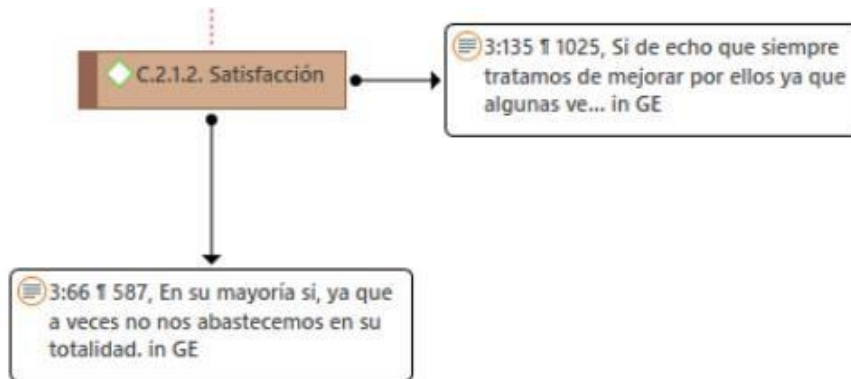 C.2.1.2. Satisfacción
3:135 ¶ 1025, Si de echo que siempre
tratamos de mejorar por ellos ya que
algunas ve... in GE
3:66 ¶ 587, En su mayoría si, ya que
a veces no nos abastecemos en su
totalidad. in GE